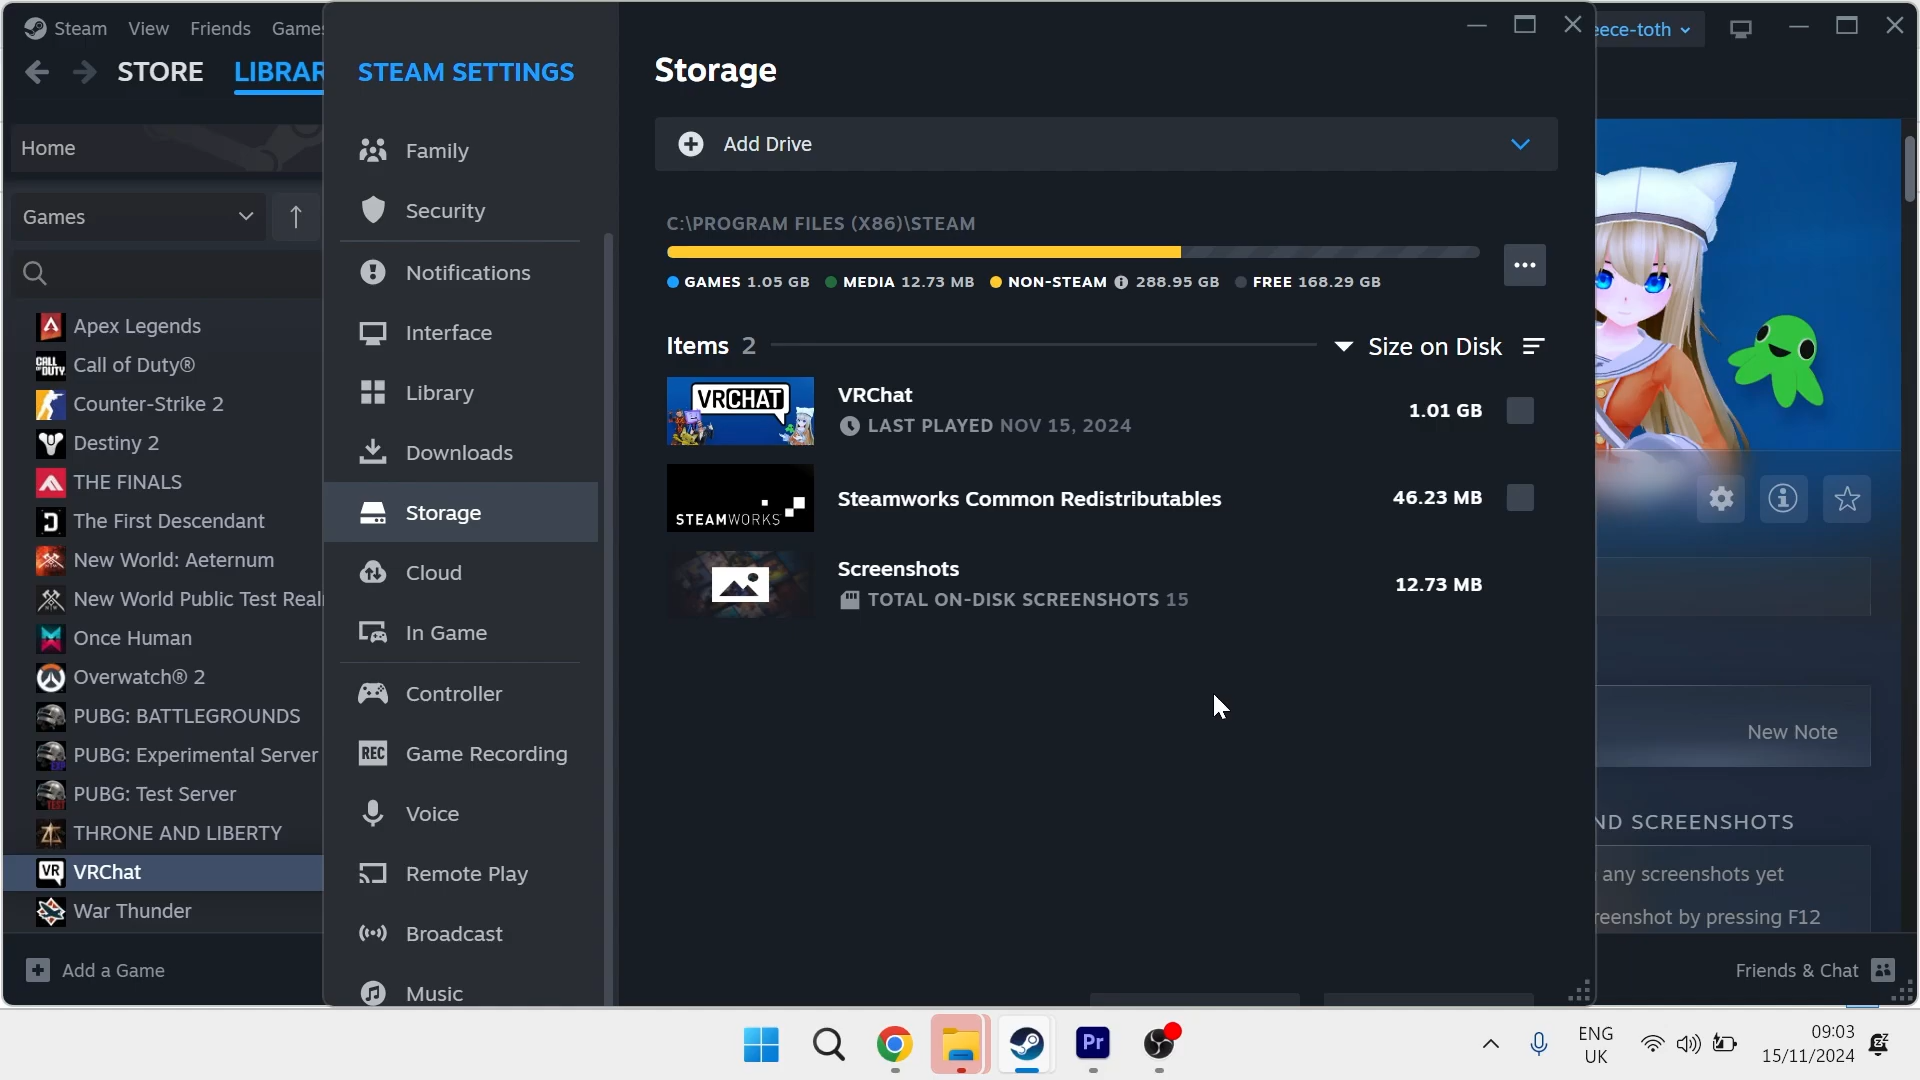 Steam View Friends Games
STORE LIBRAR
Home
Games
Apex Legends
Call of Duty®
Counter-Strike 2
Destiny 2
THE FINALS
The First Descendant
New World: Aeternum
New World Public Test Real
Once Human
Overwatch® 2
PUBG: BATTLEGROUNDS
PUBG: Experimental Server
PUBG: Test Server
THRONE AND LIBERTY
VRChat
War Thunder
Add a Game
STEAM SETTINGS
Family
Security
Notifications
Interface
Library
Downloads
Storage
Cloud
In Game
Controller
REC Game Recording
Voice
Remote Play
Broadcast
Music
Storage
Add Drive
C:\PROGRAM FILES (X86)\STEAM
GAMES 1.05 GB MEDIA 12.73 MB NON-STEAM 288.95 GB FREE 168.29 GB
Items 2 Size on Disk
VRCHAT
VRChat
LAST PLAYED NOV 15, 2024
1.01 GB
STEAMWORKS
Steamworks Common Redistributables
46.23 MB
Screenshots
TOTAL ON-DISK SCREENSHOTS 15
12.73 MB
ece-toth
New Note
ND SCREENSHOTS
any screenshots yet
reenshot by pressing F12
Friends & Chat
Pr
ENG
UK
09:03
15/11/2024